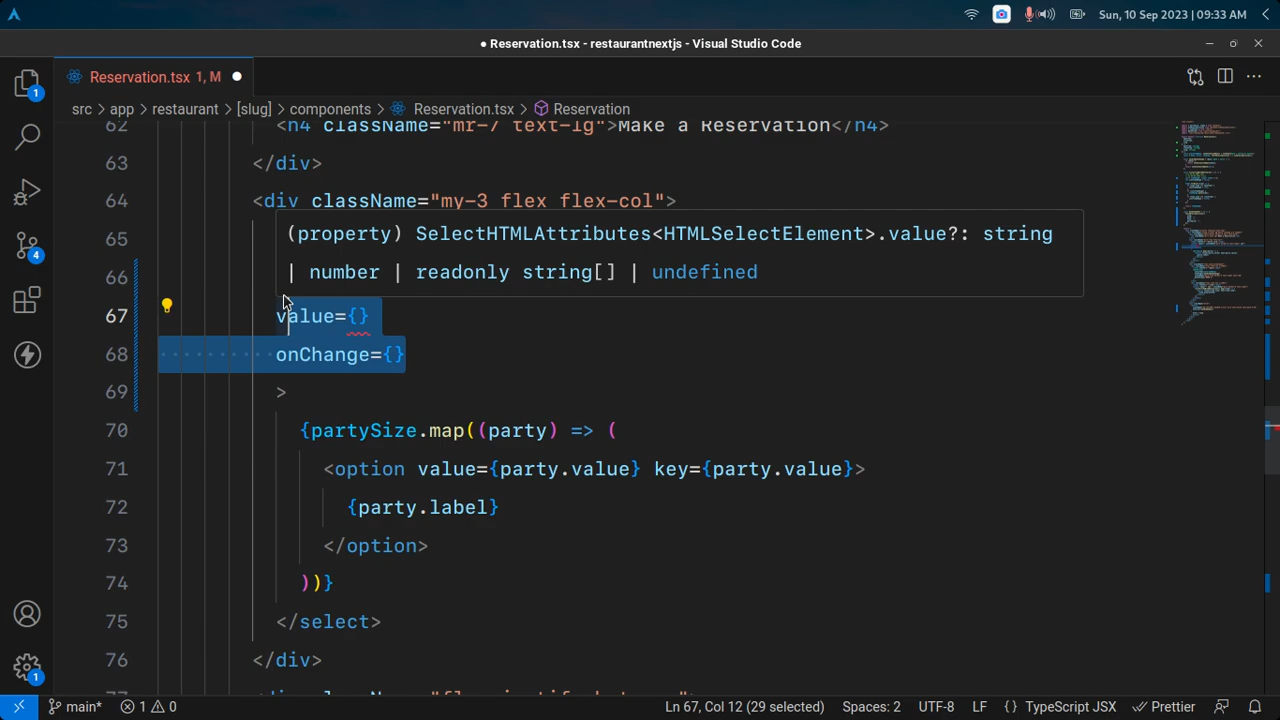 Sun, 10 Sep 2023 | 09:33 AM
● Reservation.tsx - restaurantnextjs - Visual Studio Code
Reservation.tsx 1, M
src > app > restaurant > [slug] > components > Reservation.tsx > Reservation
62 className="mr-7 text-lg">Make a Reservation
63 </div>
64 <div className="my-3 flex flex-col">
65
(property) SelectHTMLAttributes<HTMLSelectElement>.value?: string
66
| number | readonly string[] | undefined
67 value={}
68 onChange={}
69 >
70 {partySize.map((party) => (
71 <option value={party.value} key={party.value}>
72 {party.label}
73 </option>
74 ))}
75 </select>
76 </div>
main* 1 0 Ln 67, Col 12 (29 selected) Spaces: 2 UTF-8 LF {} TypeScript JSX Prettier
1
4
1